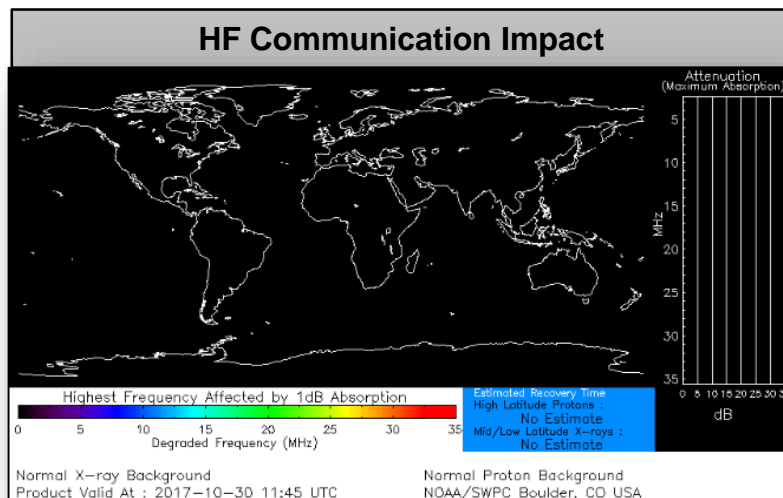 HF Communication Impact
Attenuation
(Maximum Absorption)
5
10
15
20
25
30
35
MHz
0 5 10 15 20 25 30
dB
Highest Frequency Affected by 1dB Absorption
0 5 10 15 20 25 30 35
Degraded Frequency (MHz)
Estimated Recovery Time
High Latitude Protons :
No Estimate
Mid/Low Latitude X-rays :
No Estimate
Normal X-ray Background
Product Valid At : 2017-10-30 11:45 UTC
Normal Proton Background
NOAA/SWPC Boulder, CO USA